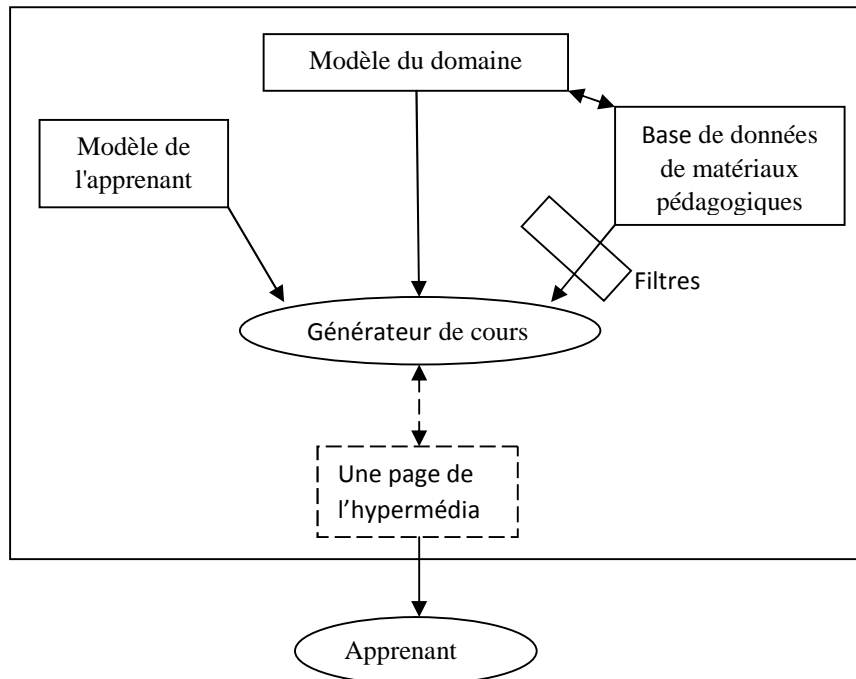 Modèle du domaine
Modèle de
l'apprenant
Base de données
de matériaux
pédagogiques
Filtres
Générateur de cours
Une page de
l’hypermédia
Apprenant